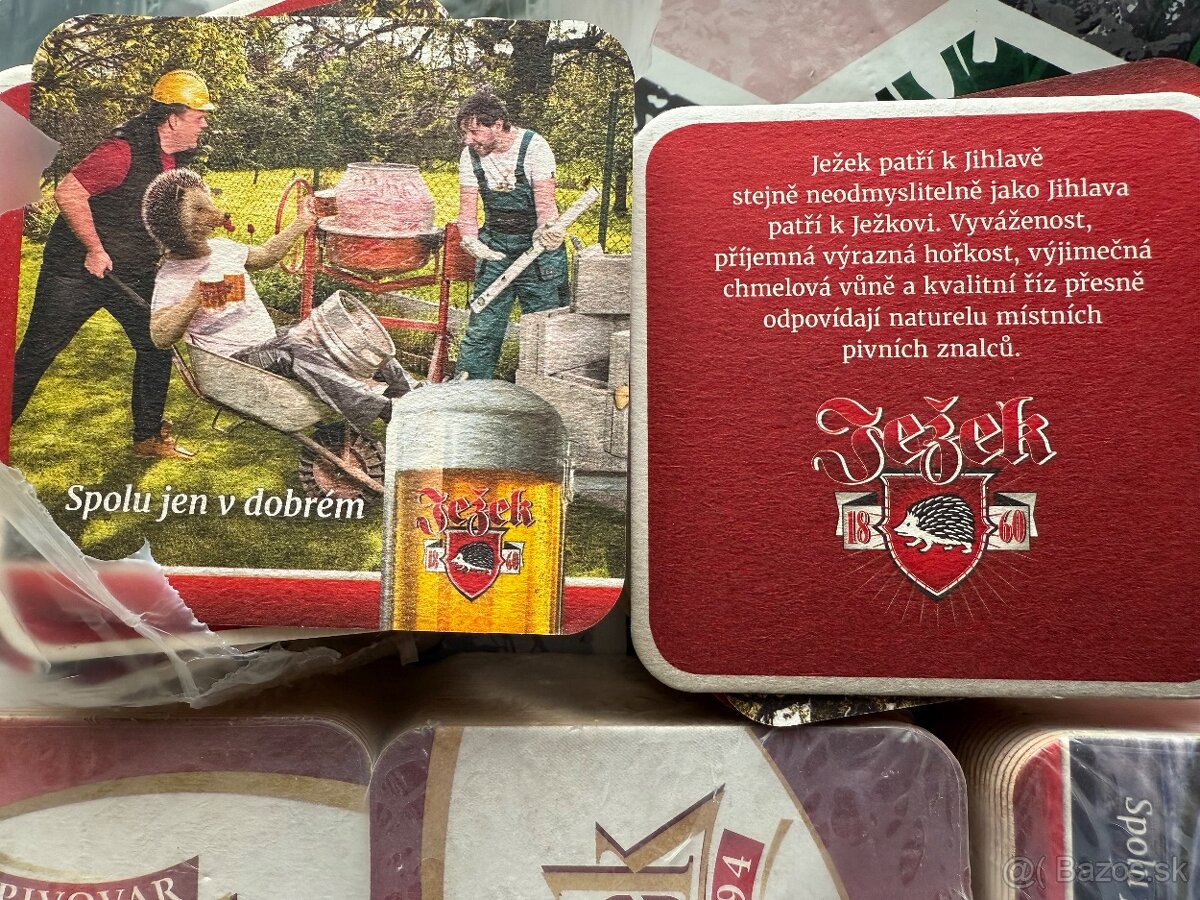 Spolu jen v dobrém
Ježek
18 60
Ježek patří k Jihlavě
stejně neodmyslitelně jako Jihlava
patří k Ježkovi. Vyváženost,
příjemná výrazná hořkost, výjimečná
chmelová vůně a kvalitní říz přesně
odpovídají naturelu místních
pivních znalců.
Ježek
18 60
PIVOVAR
94
Spolu
@( Bazos.sk